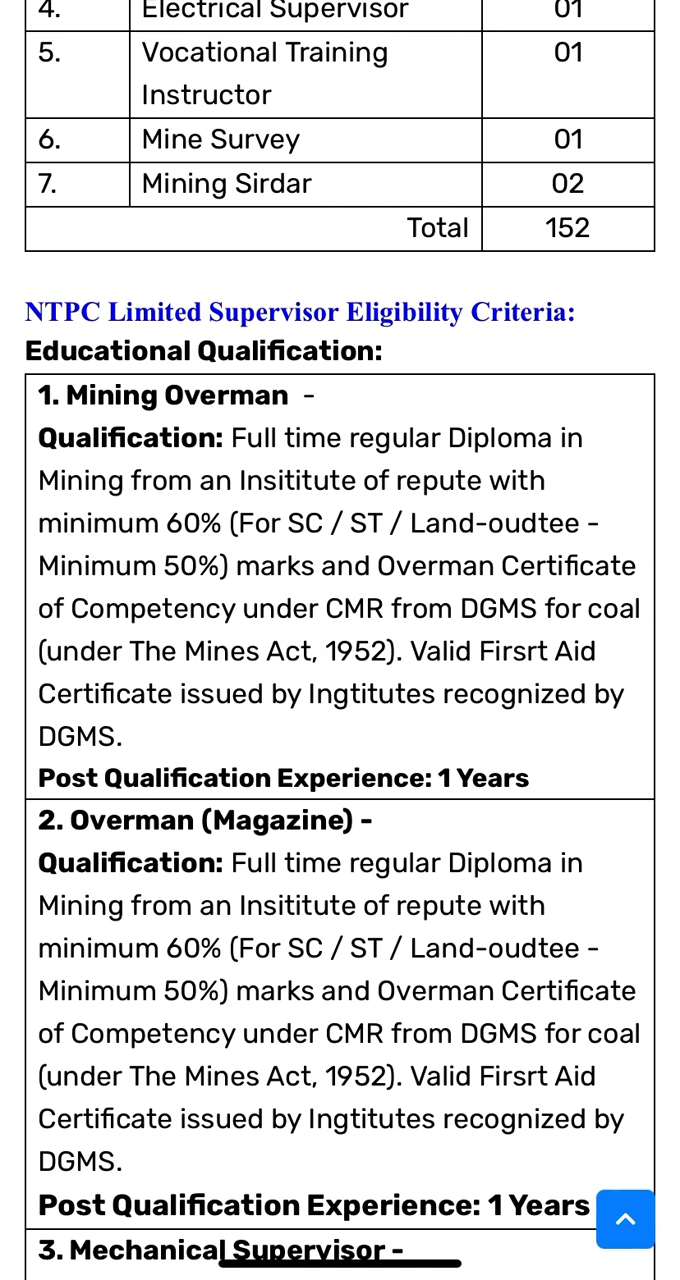 4. Electrical Supervisor 01
5. Vocational Training 01
Instructor
6. Mine Survey 01
7. Mining Sirdar 02
Total 152
NTPC Limited Supervisor Eligibility Criteria:
Educational Qualification:
1. Mining Overman -
Qualification: Full time regular Diploma in
Mining from an Insititute of repute with
minimum 60% (For SC / ST / Land-oudtee -
Minimum 50%) marks and Overman Certificate
of Competency under CMR from DGMS for coal
(under The Mines Act, 1952). Valid Firsrt Aid
Certificate issued by Ingtitutes recognized by
DGMS.
Post Qualification Experience: 1 Years
2. Overman (Magazine) -
Qualification: Full time regular Diploma in
Mining from an Insititute of repute with
minimum 60% (For SC / ST / Land-oudtee -
Minimum 50%) marks and Overman Certificate
of Competency under CMR from DGMS for coal
(under The Mines Act, 1952). Valid Firsrt Aid
Certificate issued by Ingtitutes recognized by
DGMS.
Post Qualification Experience: 1 Years
3. Mechanical Supervisor -